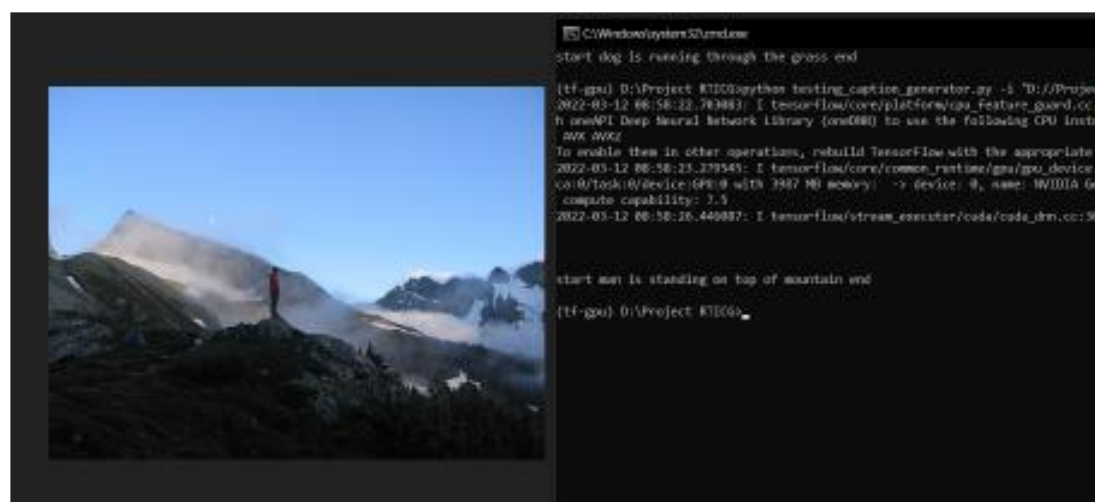 C:\Windows\system32\cmd.exe
start dog is running through the grass end
(tf-gpu) D:\Project RTICG>python testing_caption_generator.py -i "D://Projec
2022-03-12 08:58:22.703083: I tensorflow/core/platform/cpu_feature_guard.cc
h oneAPI Deep Neural Network Library (oneDNN) to use the following CPU inst
AVX AVX2
To enable them in other operations, rebuild TensorFlow with the appropriate
2022-03-12 08:58:23.279545: I tensorflow/core/common_runtime/gpu/gpu_device
ca:0/task:0/device:GPU:0 with 3987 MB memory: -> device: 0, name: NVIDIA Ge
compute capability: 7.5
2022-03-12 08:58:26.446087: I tensorflow/stream_executor/cuda/cuda_dnn.cc:36
start man is standing on top of mountain end
(tf-gpu) D:\Project RTICG>